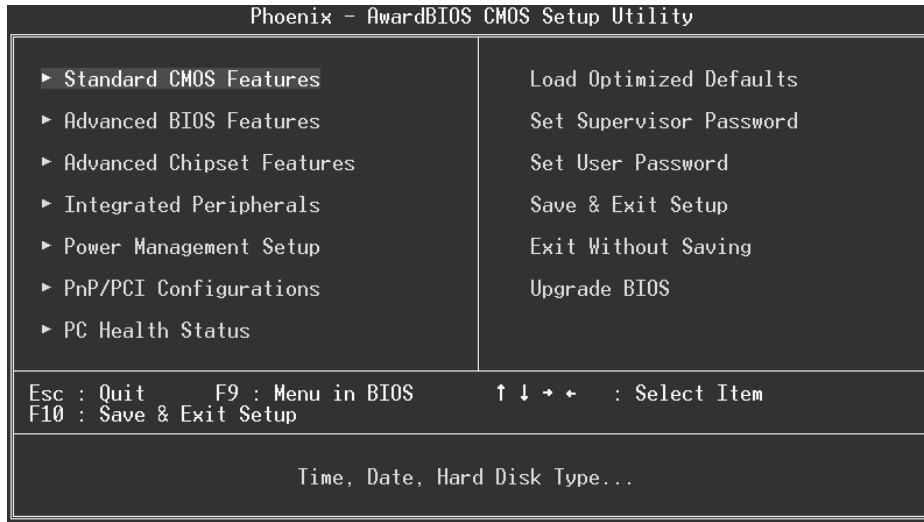 Phoenix - AwardBIOS CMOS Setup Utility
▸ Standard CMOS Features
▸ Advanced BIOS Features
▸ Advanced Chipset Features
▸ Integrated Peripherals
▸ Power Management Setup
▸ PnP/PCI Configurations
▸ PC Health Status
Load Optimized Defaults
Set Supervisor Password
Set User Password
Save & Exit Setup
Exit Without Saving
Upgrade BIOS
Esc : Quit F9 : Menu in BIOS ↑ ↓ → ← : Select Item
F10 : Save & Exit Setup
Time, Date, Hard Disk Type...